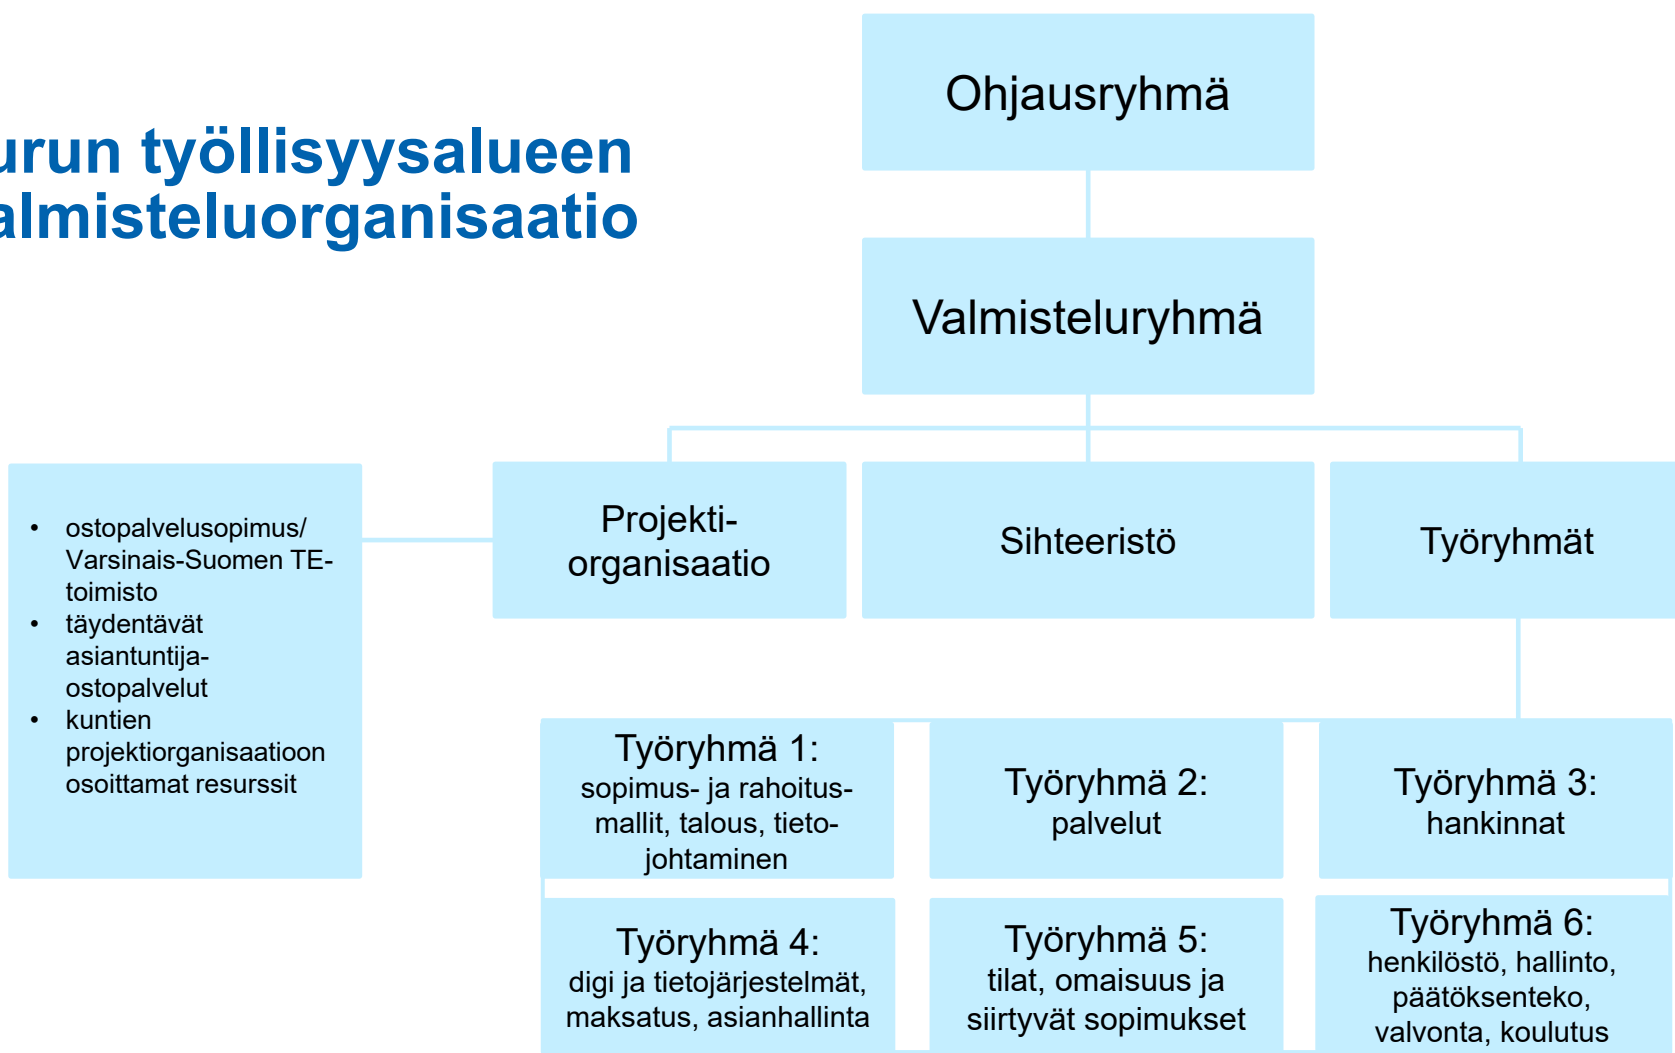 urun työllisyysalueen
almisteluorganisaatio
Ohjausryhmä
Valmisteluryhmä
Projekti-
organisaatio
Sihteeristö
Työryhmät
• ostopalvelusopimus/
Varsinais-Suomen TE-
toimisto
• täydentävät
asiantuntija-
ostopalvelut
• kuntien
projektiorganisaatioon
osoittamat resurssit
Työryhmä 1:
sopimus- ja rahoitus-
mallit, talous, tieto-
johtaminen
Työryhmä 2:
palvelut
Työryhmä 3:
hankinnat
Työryhmä 4:
digi ja tietojärjestelmät,
maksatus, asianhallinta
Työryhmä 5:
tilat, omaisuus ja
siirtyvät sopimukset
Työryhmä 6:
henkilöstö, hallinto,
päätöksenteko,
valvonta, koulutus